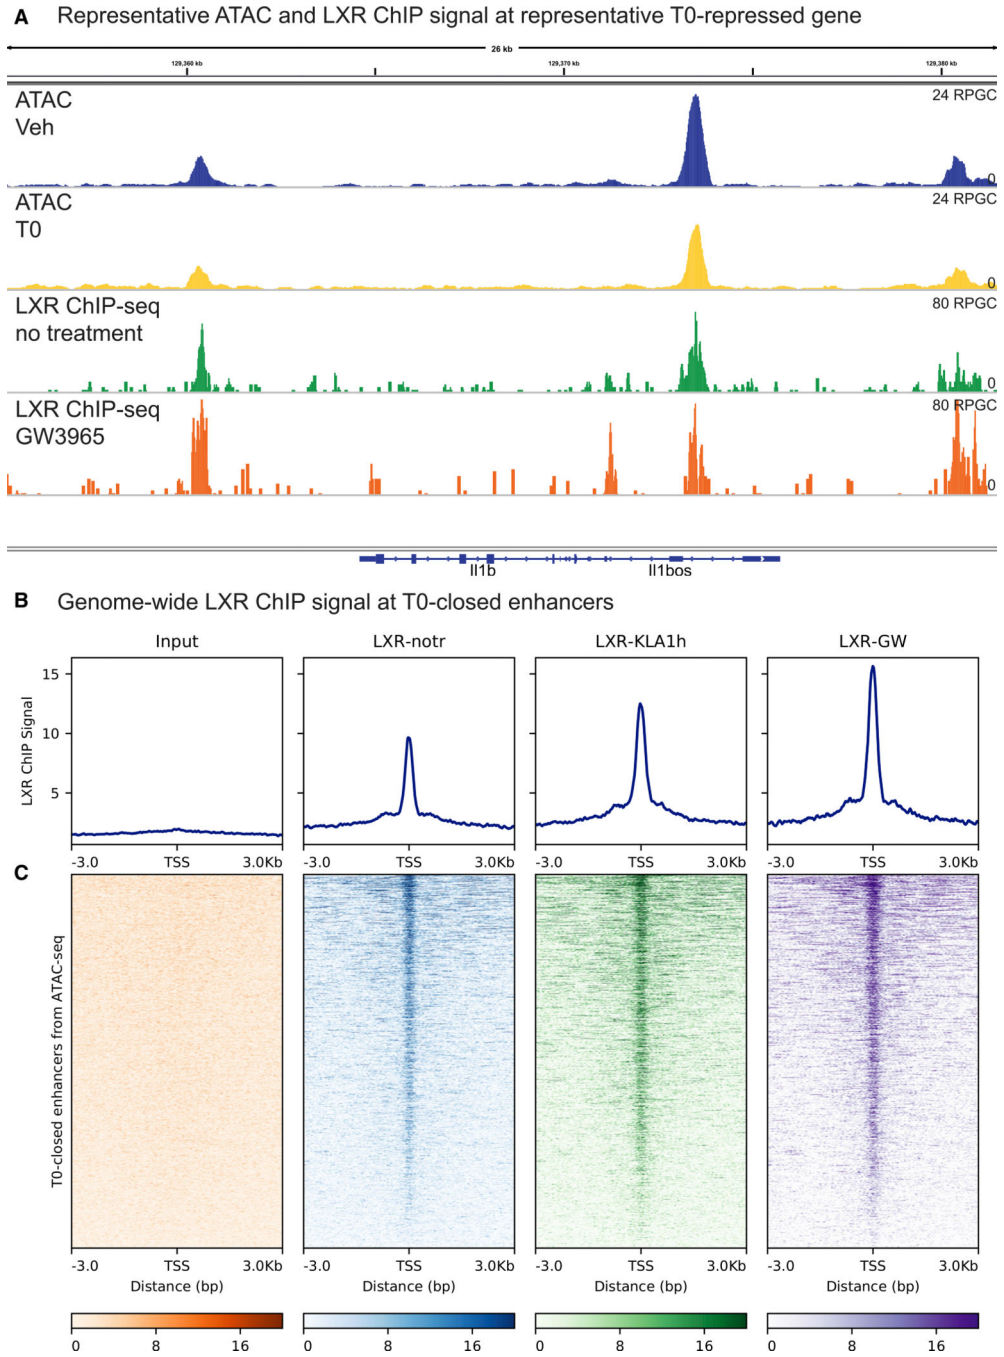 A Representative ATAC and LXR ChIP signal at representative T0-repressed gene
26 kb
129,360 kb 129,370 kb 129,380 kb
ATAC
Veh
24 RPGC
0
ATAC
T0
24 RPGC
0
LXR ChIP-seq
no treatment
80 RPGC
0
LXR ChIP-seq
GW3965
80 RPGC
0
Il1b Il1bos
B Genome-wide LXR ChIP signal at T0-closed enhancers
Input LXR-notr LXR-KLA1h LXR-GW
LXR ChIP Signal
15
10
5
-3.0 TSS 3.0Kb -3.0 TSS 3.0Kb -3.0 TSS 3.0Kb -3.0 TSS 3.0Kb
C
T0-closed enhancers from ATAC-seq
-3.0 TSS 3.0Kb -3.0 TSS 3.0Kb -3.0 TSS 3.0Kb -3.0 TSS 3.0Kb
Distance (bp) Distance (bp) Distance (bp) Distance (bp)
0 8 16 0 8 16 0 8 16 0 8 16